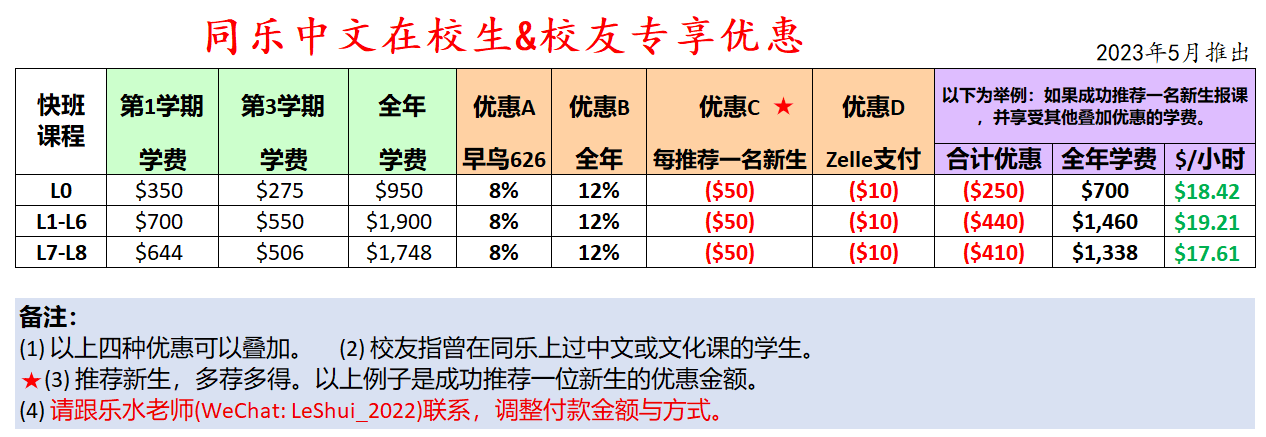 同乐中文在校生&校友专享优惠
2023年5月推出
快班课程 第1学期学费 第3学期学费 全年学费 优惠A早鸟626 优惠B全年 优惠C ★每推荐一名新生 优惠DZelle支付 以下为举例：如果成功推荐一名新生报课，并享受其他叠加优惠的学费。
合计优惠 全年学费 $/小时
L0 $350 $275 $950 8% 12% ($50) ($10) ($250) $700 $18.42
L1-L6 $700 $550 $1,900 8% 12% ($50) ($10) ($440) $1,460 $19.21
L7-L8 $644 $506 $1,748 8% 12% ($50) ($10) ($410) $1,338 $17.61
备注：
(1) 以上四种优惠可以叠加。 (2) 校友指曾在同乐上过中文或文化课的学生。
★(3) 推荐新生，多荐多得。以上例子是成功推荐一位新生的优惠金额。
(4) 请跟乐水老师(WeChat: LeShui_2022)联系，调整付款金额与方式。